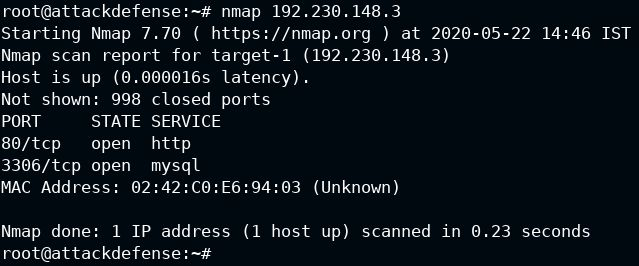 root@attackdefense:~# nmap 192.230.148.3
Starting Nmap 7.70 ( https://nmap.org ) at 2020-05-22 14:46 IST
Nmap scan report for target-1 (192.230.148.3)
Host is up (0.000016s latency).
Not shown: 998 closed ports
PORT     STATE SERVICE
80/tcp   open  http
3306/tcp open  mysql
MAC Address: 02:42:C0:E6:94:03 (Unknown)

Nmap done: 1 IP address (1 host up) scanned in 0.23 seconds
root@attackdefense:~#